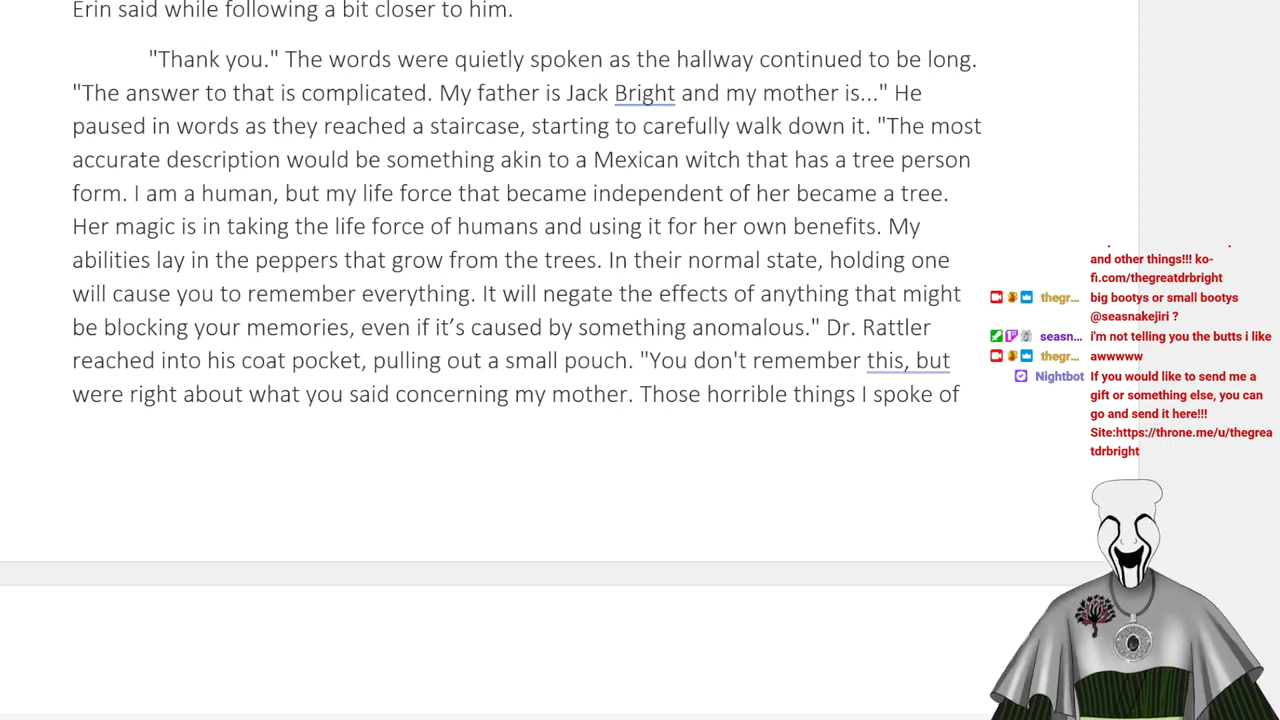 Erin said while following a bit closer to him.
"Thank you." The words were quietly spoken as the hallway continued to be long.
"The answer to that is complicated. My father is Jack Bright and my mother is..." He
paused in words as they reached a staircase, starting to carefully walk down it. "The most
accurate description would be something akin to a Mexican witch that has a tree person
form. I am a human, but my life force that became independent of her became a tree.
Her magic is in taking the life force of humans and using it for her own benefits. My
abilities lay in the peppers that grow from the trees. In their normal state, holding one
will cause you to remember everything. It will negate the effects of anything that might
be blocking your memories, even if it’s caused by something anomalous." Dr. Rattler
reached into his coat pocket, pulling out a small pouch. "You don't remember this, but
were right about what you said concerning my mother. Those horrible things I spoke of
and other things!!! ko-
fi.com/thegreatdrbright
thegr... big bootys or small bootys
@seasnakejiri ?
seasn... i'm not telling you the butts i like
thegr... awwwww
Nightbot If you would like to send me a
gift or something else, you can
go and send it here!!!
Site:https://throne.me/u/thegrea
tdrbright